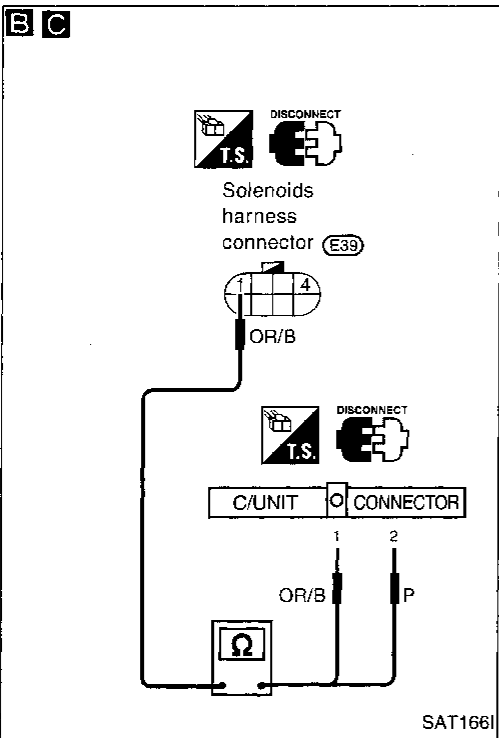 B C
DISCONNECT
T.S.
Solenoids
harness
connector E39
1 4
OR/B
DISCONNECT
T.S.
C/UNIT CONNECTOR
1 2
OR/B P
Ω
SAT166I